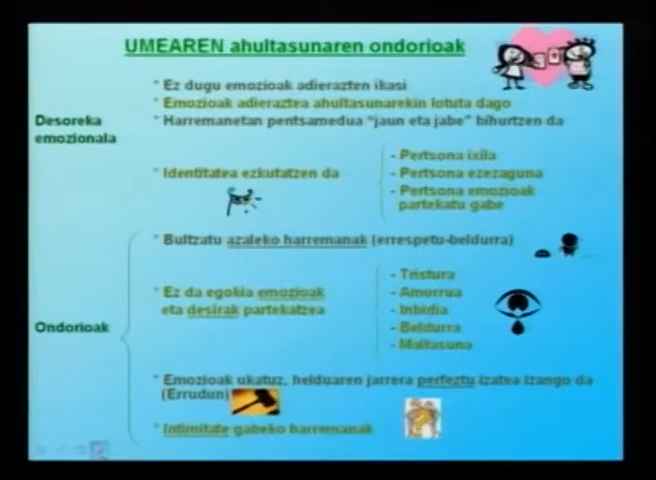 UMEAREN ahultasunaren ondorioak
* Ez dugu emozioak adierazten ikasi
* Emozioak adieraztea ahultasunarekin lotuta dago
Desoreka
emozionala
* Harremanetan pentsamedua "jaun eta jabe" bihurtzen da
* Identitatea ezkutatzen da
- Pertsona ixila
- Pertsona ezezaguna
- Pertsona emozioak
partekatu gabe
Ondorioak
* Bultzatu azaleko harremanak (errespetu-beldurra)
* Ez da egokia emozioak
eta desirak partekatzea
- Tristura
- Amorrua
- Inbidia
- Beldurra
- Maitasuna
* Emozioak ukatuz, helduaren jarrera perfeztu izatea izango da
(Errudun)
* Intimitate gabeko harremanak